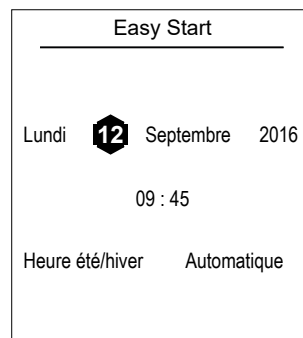 Easy Start
Lundi 12 Septembre 2016
09 : 45
Heure été/hiver Automatique